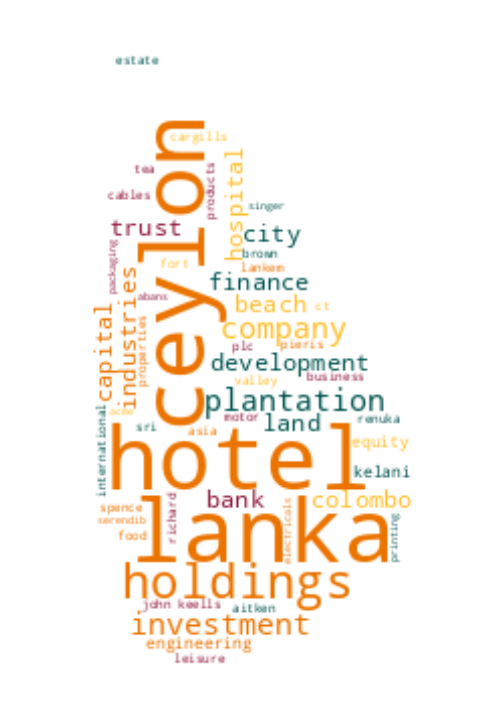 estate
cargills
ceylon
tea
hospital
products
cables
singer
trust
city
brown
packaging
fort
lankem
industries
finance
abans
beach
ct
capital
properties
company
plc
pieris
development
valley
business
plantation
acme
international
motor
land
renuka
sri
asia
hotel
equity
kelani
richard
bank
colombo
spence
lanka
electricals
printing
serendib
food
holdings
john keells
aitken
investment
engineering
leisure